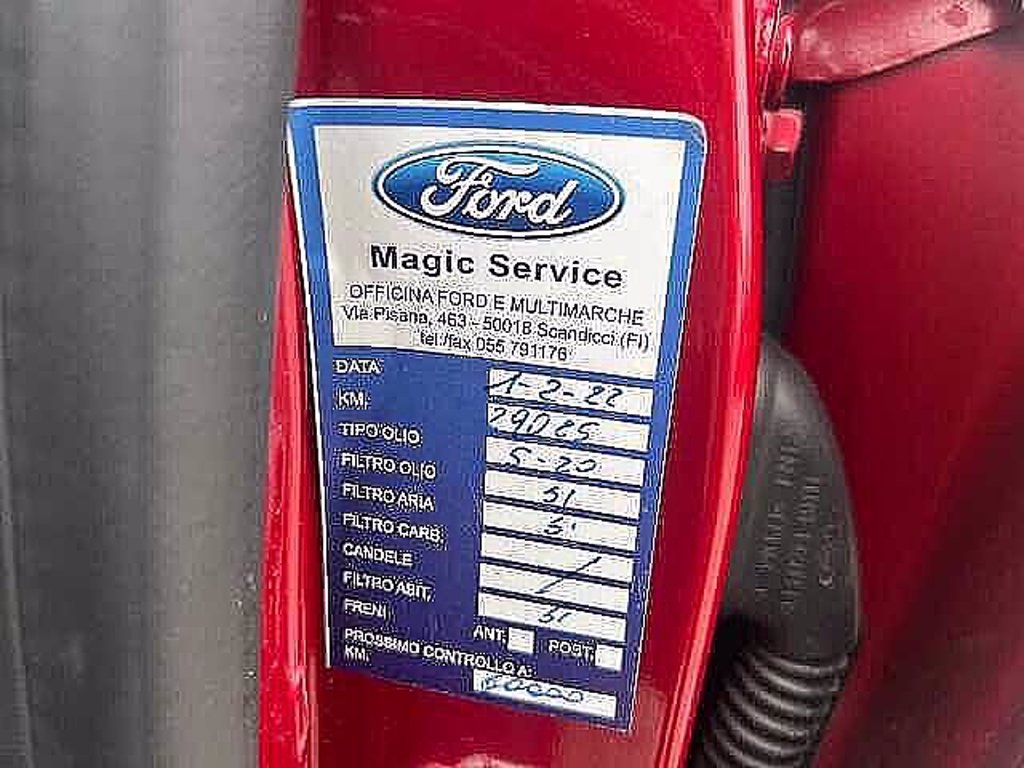 Ford
Magic Service
OFFICINA FORD E MULTIMARCHE
Via Pisana, 463 - 50018 Scandicci (FI)
tel./fax 055 791176
DATA 1-2-22
KM. 29025
TIPO OLIO 5-30
FILTRO OLIO SI
FILTRO ARIA SI
FILTRO CARB. /
CANDELE /
FILTRO ABIT. SI
FRENI ANT. POST.
PROSSIMO CONTROLLO A:
KM.